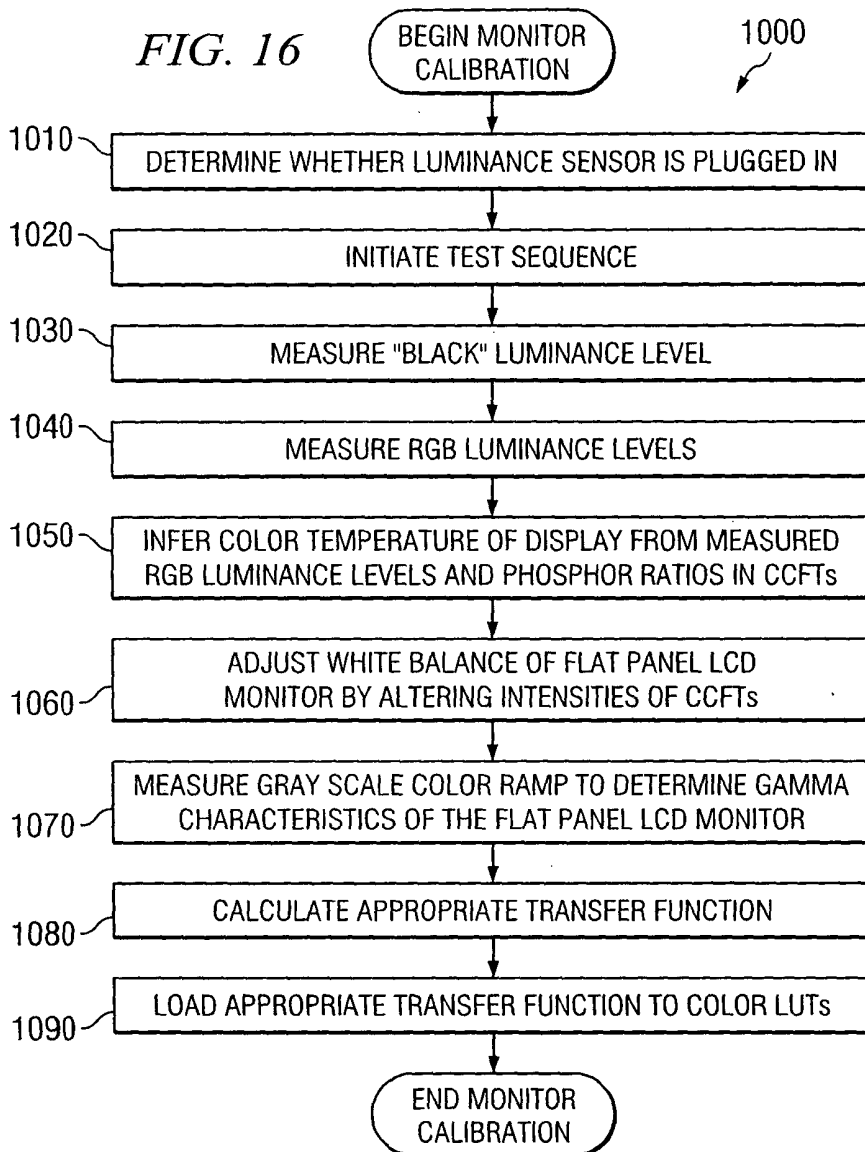 FIG. 16
BEGIN MONITOR
CALIBRATION
1000
1010
DETERMINE WHETHER LUMINANCE SENSOR IS PLUGGED IN
1020
INITIATE TEST SEQUENCE
1030
MEASURE "BLACK" LUMINANCE LEVEL
1040
MEASURE RGB LUMINANCE LEVELS
1050
INFER COLOR TEMPERATURE OF DISPLAY FROM MEASURED
RGB LUMINANCE LEVELS AND PHOSPHOR RATIOS IN CCFTs
1060
ADJUST WHITE BALANCE OF FLAT PANEL LCD
MONITOR BY ALTERING INTENSITIES OF CCFTs
1070
MEASURE GRAY SCALE COLOR RAMP TO DETERMINE GAMMA
CHARACTERISTICS OF THE FLAT PANEL LCD MONITOR
1080
CALCULATE APPROPRIATE TRANSFER FUNCTION
1090
LOAD APPROPRIATE TRANSFER FUNCTION TO COLOR LUTs
END MONITOR
CALIBRATION